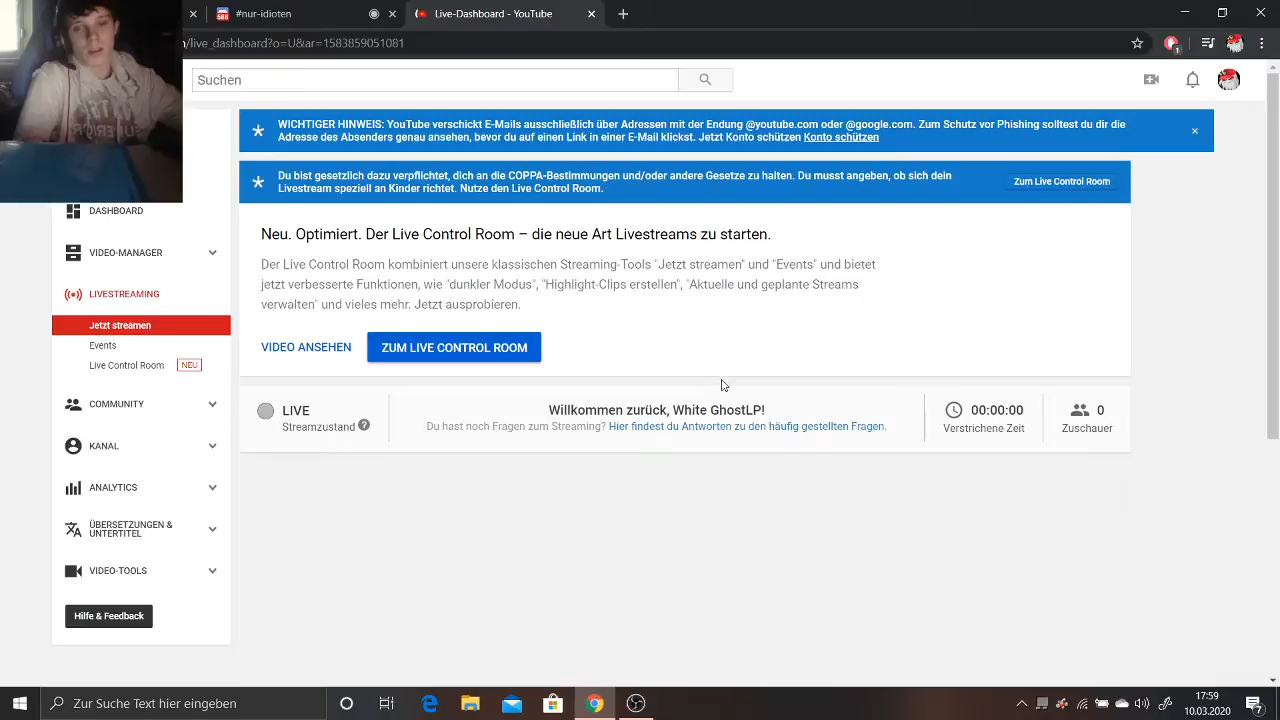 588
#nur-idioten
Live-Dashboard - YouTube
n/live_dashboard?o=U&ar=1583859051081
1
Suchen
WICHTIGER HINWEIS: YouTube verschickt E-Mails ausschließlich über Adressen mit der Endung @youtube.com oder @google.com. Zum Schutz vor Phishing solltest du dir die
Adresse des Absenders genau ansehen, bevor du auf einen Link in einer E-Mail klickst. Jetzt Konto schützen Konto schützen
Du bist gesetzlich dazu verpflichtet, dich an die COPPA-Bestimmungen und/oder andere Gesetze zu halten. Du musst angeben, ob sich dein
Livestream speziell an Kinder richtet. Nutze den Live Control Room.
Zum Live Control Room
DASHBOARD
VIDEO-MANAGER
LIVESTREAMING
Jetzt streamen
Events
Live Control Room NEU
COMMUNITY
KANAL
ANALYTICS
ÜBERSETZUNGEN &
UNTERTITEL
VIDEO-TOOLS
Hilfe & Feedback
Neu. Optimiert. Der Live Control Room – die neue Art Livestreams zu starten.
Der Live Control Room kombiniert unsere klassischen Streaming-Tools "Jetzt streamen" und "Events" und bietet
jetzt verbesserte Funktionen, wie "dunkler Modus", "Highlight-Clips erstellen", "Aktuelle und geplante Streams
verwalten" und vieles mehr. Jetzt ausprobieren.
VIDEO ANSEHEN
ZUM LIVE CONTROL ROOM
LIVE
Streamzustand ?
Willkommen zurück, White GhostLP!
Du hast noch Fragen zum Streaming? Hier findest du Antworten zu den häufig gestellten Fragen.
00:00:00
Verstrichene Zeit
0
Zuschauer
Zur Suche Text hier eingeben
17:59
10.03.2020
7